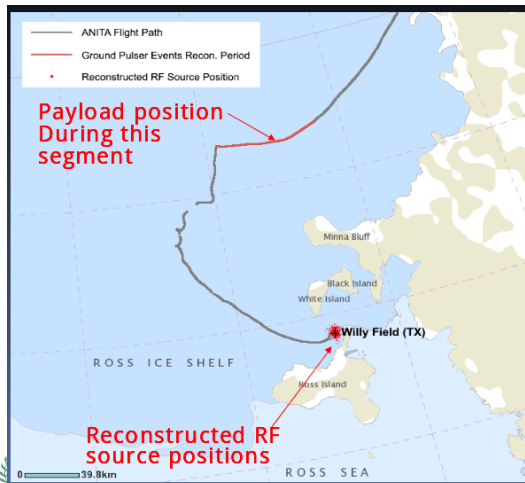 ANITA Flight Path
Ground Pulser Events Recon. Period
Reconstructed RF Source Position
Payload position
During this
segment
Minna Bluff
Black Island
White Island
Willy Field (TX)
ROSS ICE SHELF
Ross Island
Reconstructed RF
source positions
ROSS SEA
0 39.8km